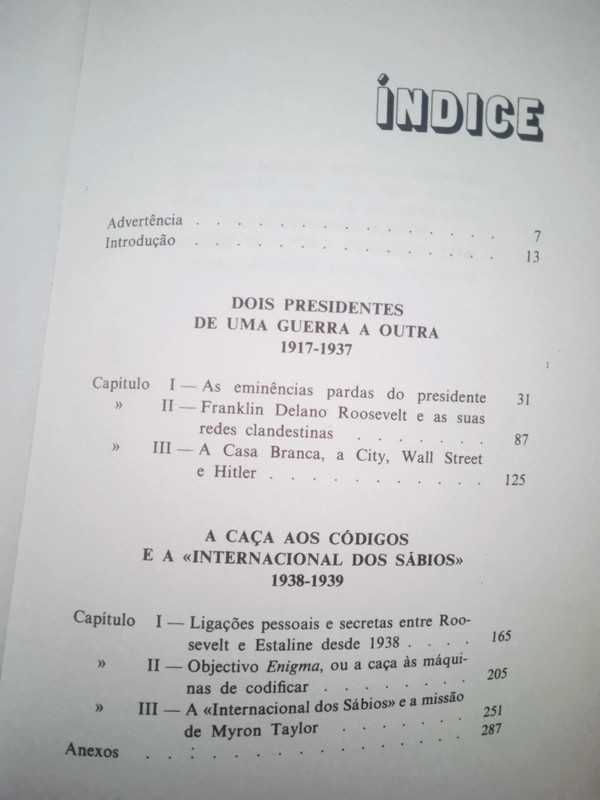 ÍNDICE
Advertência . . . . . . . . . . . . . . . 7
Introdução . . . . . . . . . . . . . . . 13
DOIS PRESIDENTES
DE UMA GUERRA A OUTRA
1917-1937
Capítulo I — As eminências pardas do presidente 31
» II — Franklin Delano Roosevelt e as suas
redes clandestinas . . . . . . . 87
» III — A Casa Branca, a City, Wall Street
e Hitler . . . . . . . . . . . 125
A CAÇA AOS CÓDIGOS
E A «INTERNACIONAL DOS SÁBIOS»
1938-1939
Capítulo I — Ligações pessoais e secretas entre Roo-
sevelt e Estaline desde 1938 . . . . 165
» II — Objectivo Enigma, ou a caça às máqui-
nas de codificar . . . . . . . . 205
» III — A «Internacional dos Sábios» e a missão
de Myron Taylor . . . . . . . 251
Anexos . . . . . . . . . . . . . . . 287